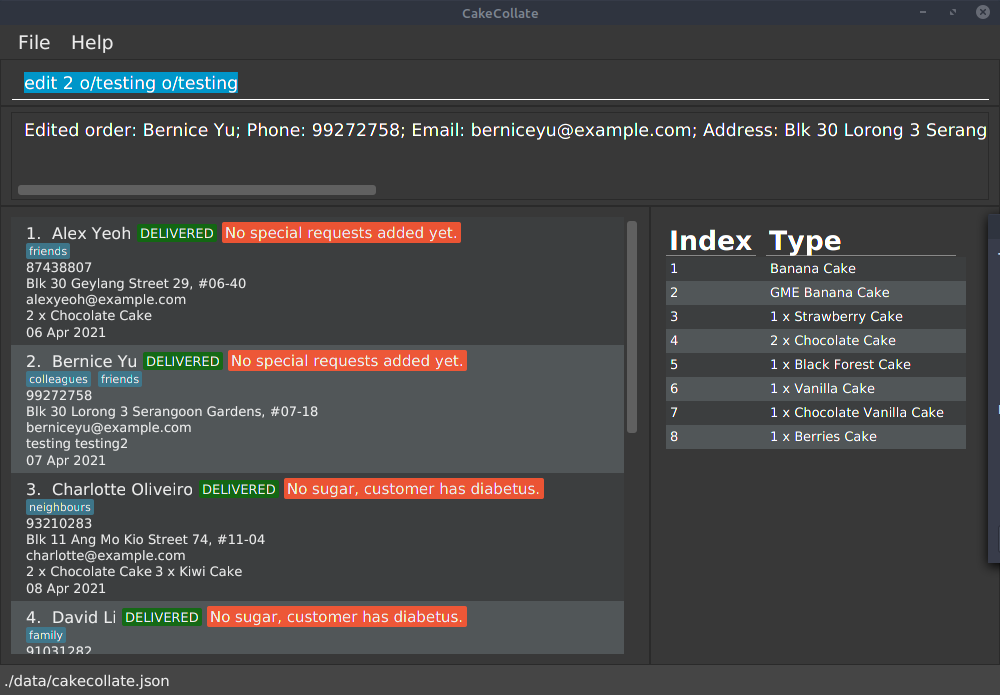 CakeCollate
File Help
edit 2 o/testing o/testing
Edited order: Bernice Yu; Phone: 99272758; Email: berniceyu@example.com; Address: Blk 30 Lorong 3 Serang
1. Alex Yeoh DELIVERED No special requests added yet.
friends
87438807
Blk 30 Geylang Street 29, #06-40
alexyeoh@example.com
2 x Chocolate Cake
06 Apr 2021
2. Bernice Yu DELIVERED No special requests added yet.
colleagues friends
99272758
Blk 30 Lorong 3 Serangoon Gardens, #07-18
berniceyu@example.com
testing testing2
07 Apr 2021
3. Charlotte Oliveiro DELIVERED No sugar, customer has diabetus.
neighbours
93210283
Blk 11 Ang Mo Kio Street 74, #11-04
charlotte@example.com
2 x Chocolate Cake 3 x Kiwi Cake
08 Apr 2021
4. David Li DELIVERED No sugar, customer has diabetus.
family
91031282
Index Type
1 Banana Cake
2 GME Banana Cake
3 1 x Strawberry Cake
4 2 x Chocolate Cake
5 1 x Black Forest Cake
6 1 x Vanilla Cake
7 1 x Chocolate Vanilla Cake
8 1 x Berries Cake
./data/cakecollate.json